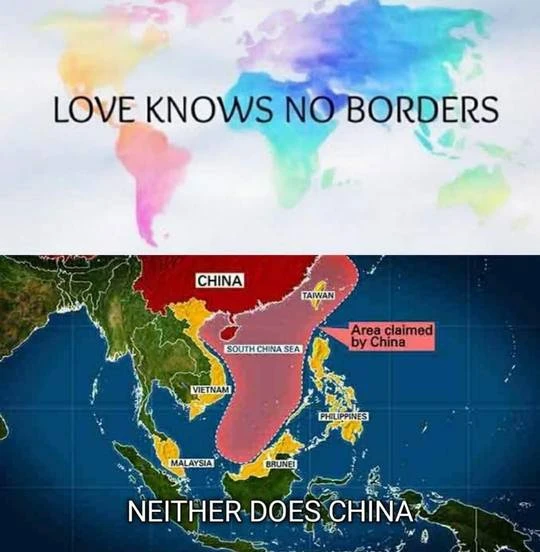 LOVE KNOWS NO BORDERS
CHINA
TAIWAN
Area claimed
by China
SOUTH CHINA SEA
VIETNAM
PHILIPPINES
MALAYSIA
BRUNEI
NEITHER DOES CHINA